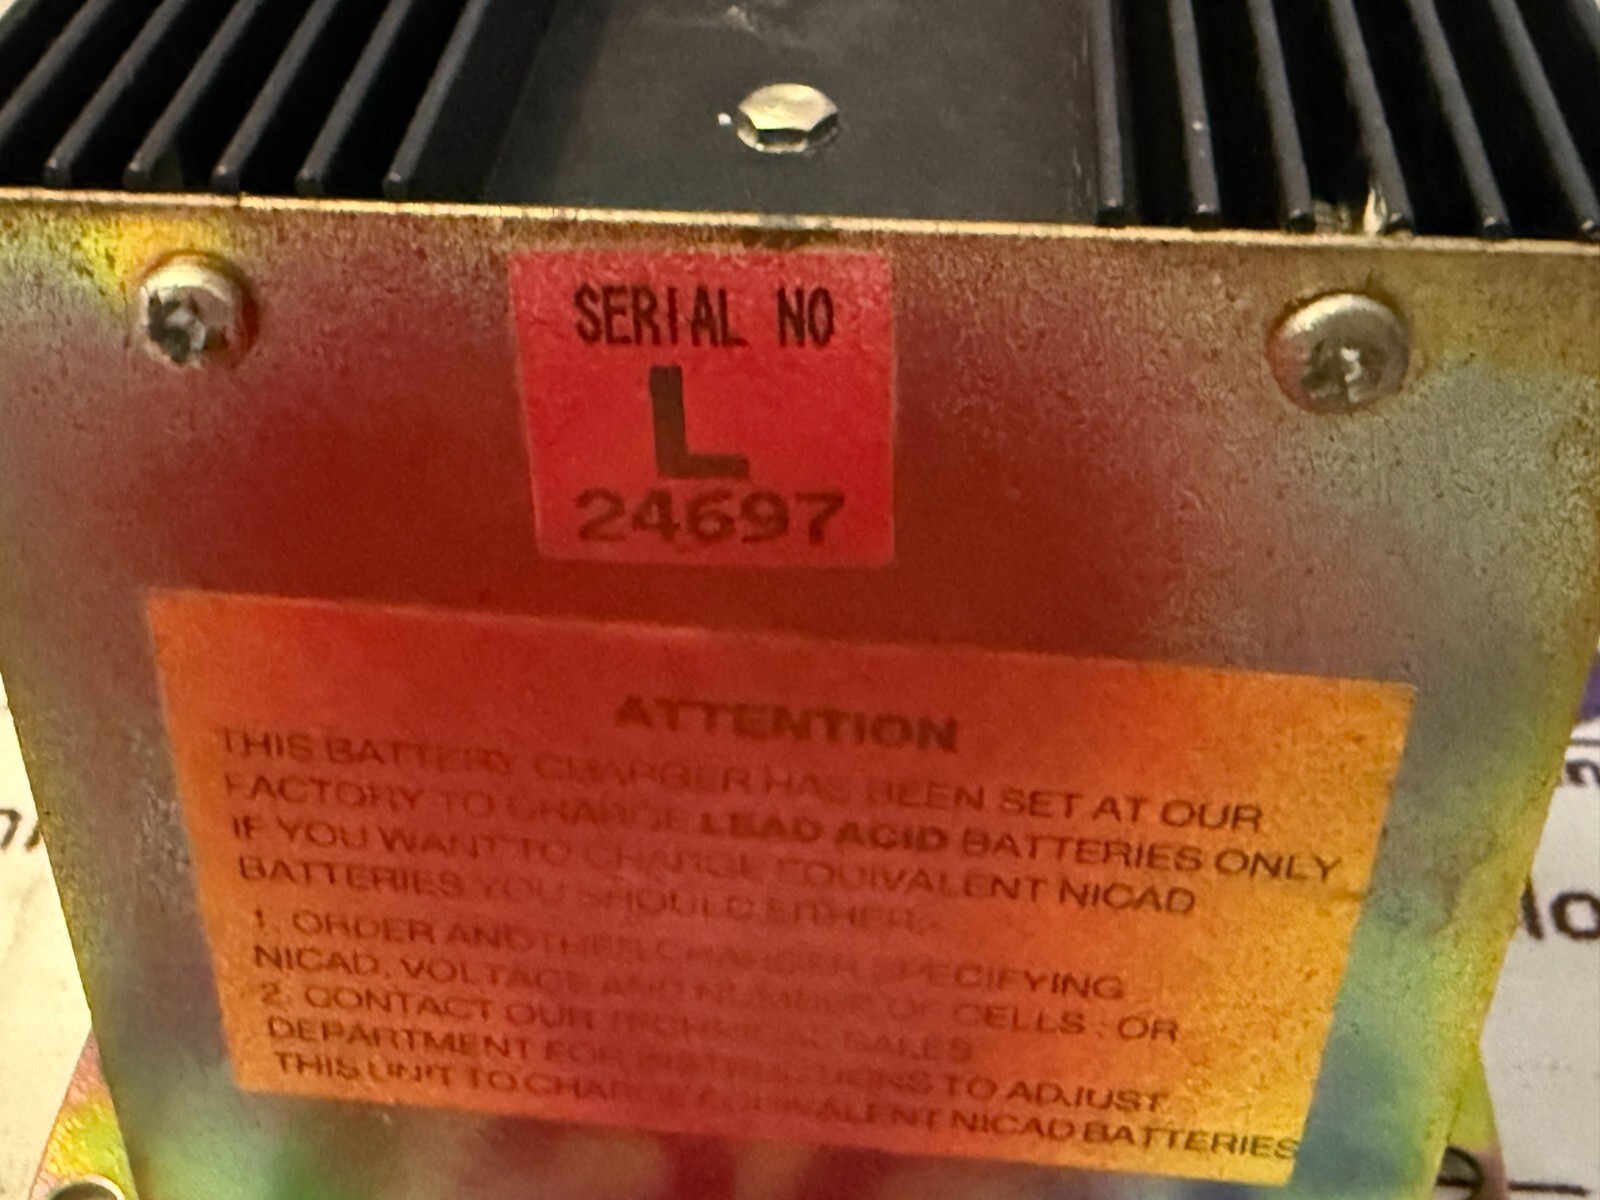 SERIAL NO
L
24697
ATTENTION
THIS BATTERY CHARGER HAS BEEN SET AT OUR
FACTORY TO CHARGE LEAD ACID BATTERIES ONLY
IF YOU WANT TO CHARGE EQUIVALENT NICAD
BATTERIES YOU SHOULD EITHER:-
1. ORDER ANOTHER CHARGER SPECIFYING
NICAD, VOLTAGE AND NUMBER OF CELLS : OR
2. CONTACT OUR TECHNICAL SALES
DEPARTMENT FOR INSTRUCTIONS TO ADJUST
THIS UNIT TO CHARGE EQUIVALENT NICAD BATTERIES